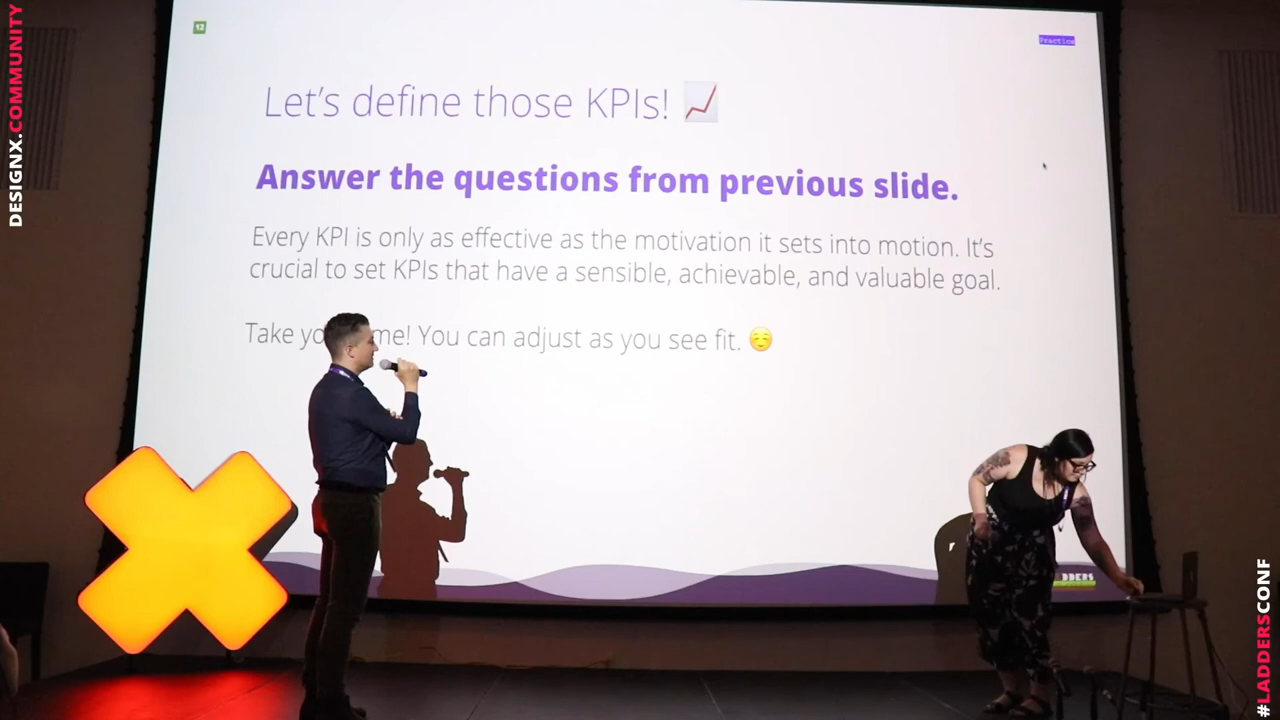 DESIGNX.COMMUNITY
12
Practice
Let's define those KPIs!
Answer the questions from previous slide.
Every KPI is only as effective as the motivation it sets into motion. It's
crucial to set KPIs that have a sensible, achievable, and valuable goal.
Take me! You can adjust as you see fit.
DDERS
#LADDERSCONF